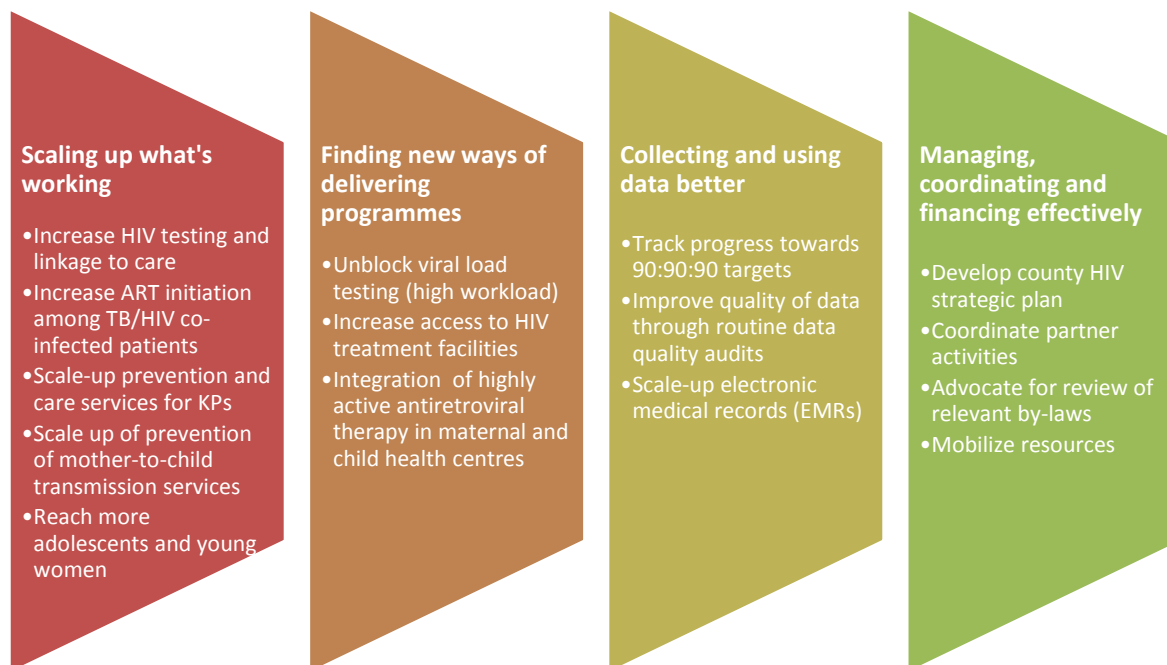 Scaling up what's
working
•Increase HIV testing and
linkage to care
•Increase ART initiation
among TB/HIV co-
infected patients
•Scale-up prevention and
care services for KPs
•Scale up of prevention
of mother-to-child
transmission services
•Reach more
adolescents and young
women
Finding new ways of
delivering
programmes
•Unblock viral load
testing (high workload)
•Increase access to HIV
treatment facilities
•Integration of highly
active antiretroviral
therapy in maternal and
child health centres
Collecting and using
data better
•Track progress towards
90:90:90 targets
•Improve quality of data
through routine data
quality audits
•Scale-up electronic
medical records (EMRs)
Managing,
coordinating and
financing effectively
•Develop county HIV
strategic plan
•Coordinate partner
activities
•Advocate for review of
relevant by-laws
•Mobilize resources